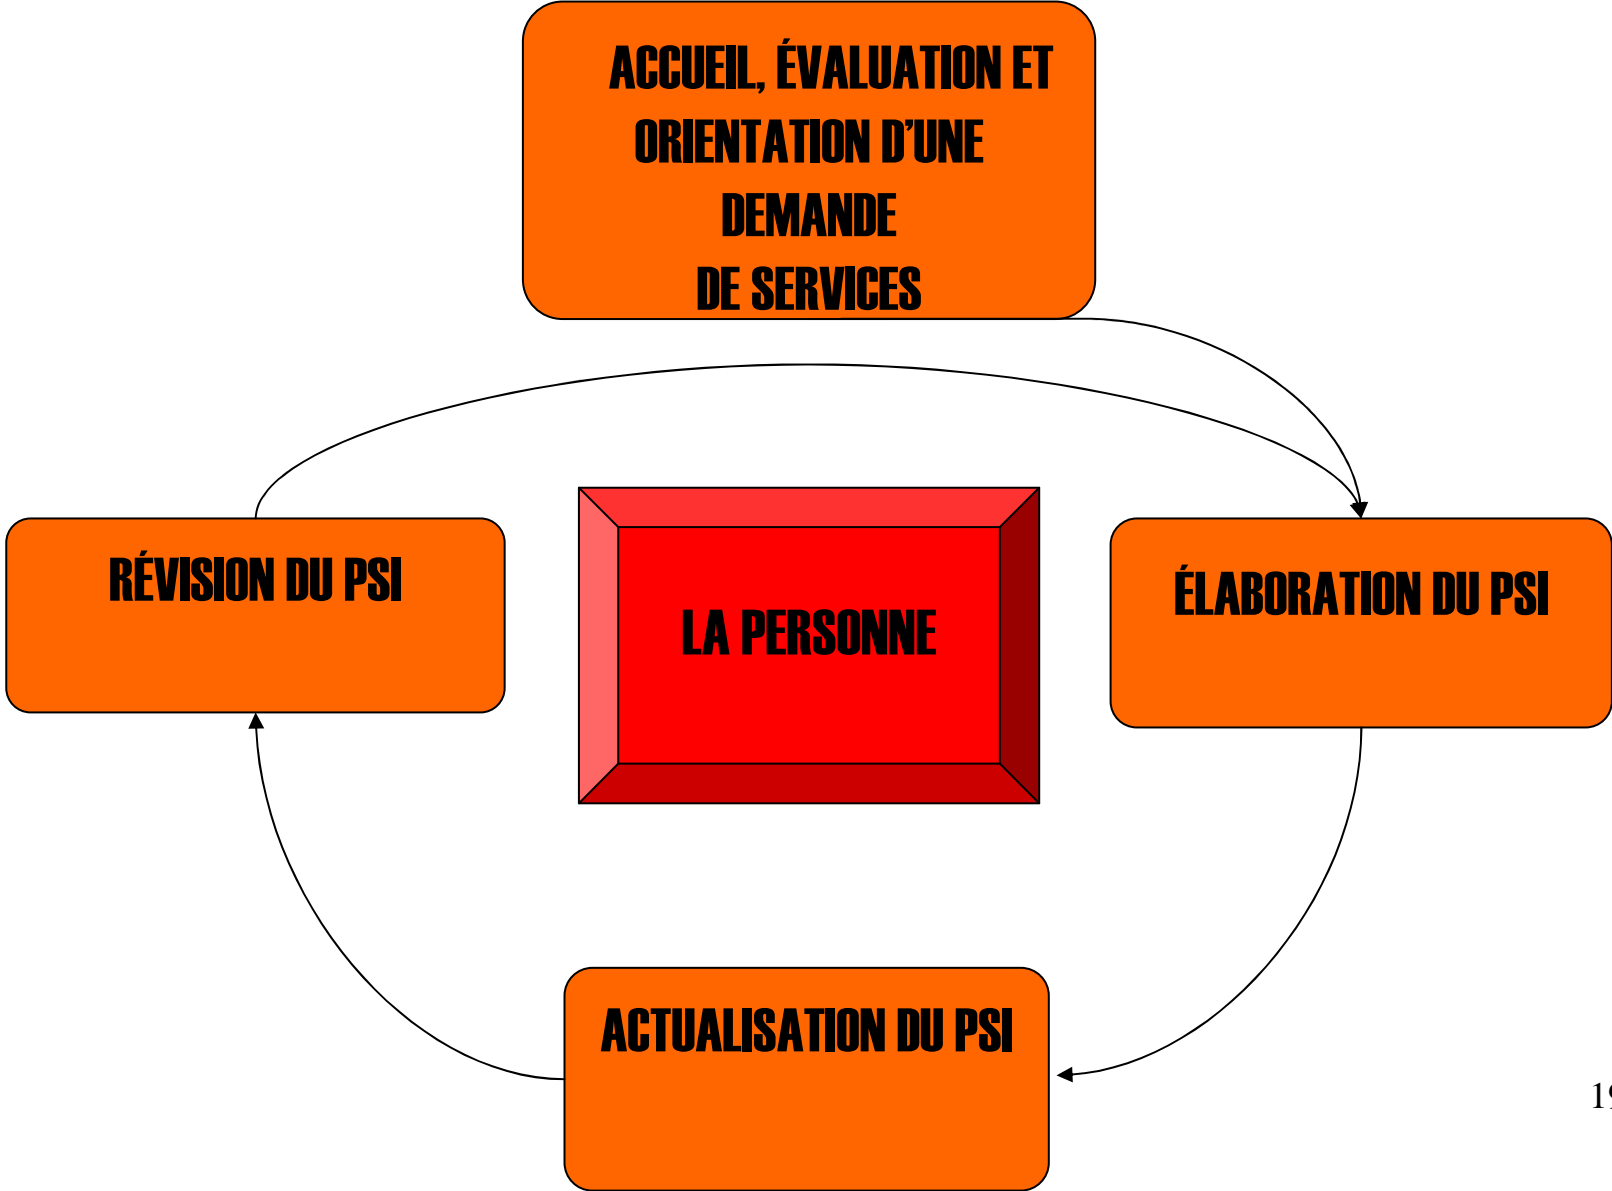 ACCUEIL, ÉVALUATION ET
ORIENTATION D'UNE
DEMANDE
DE SERVICES
RÉVISION DU PSI
LA PERSONNE
ÉLABORATION DU PSI
ACTUALISATION DU PSI
19